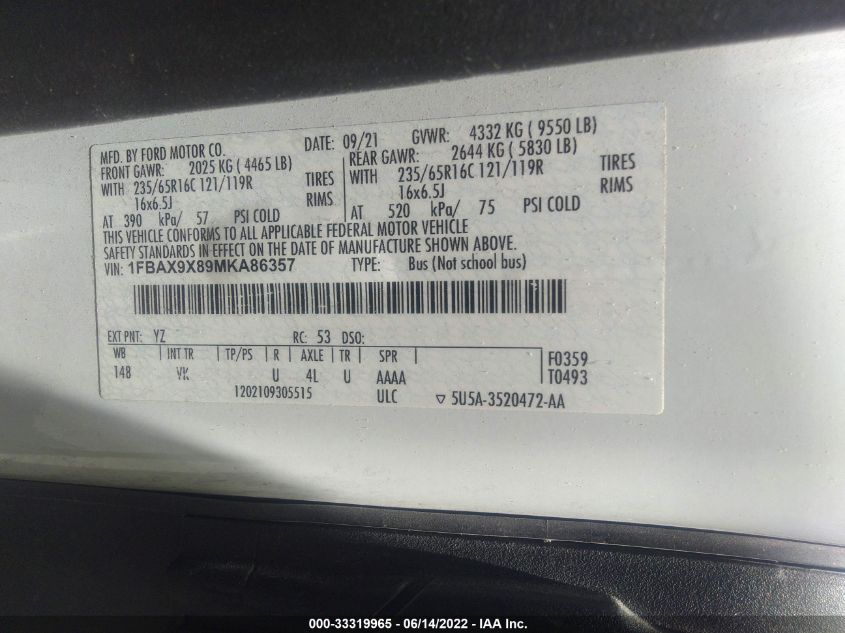 MFD. BY FORD MOTOR CO. DATE: 09/21 GVWR: 4332 KG ( 9550 LB)
FRONT GAWR: 2025 KG ( 4465 LB) REAR GAWR: 2644 KG ( 5830 LB)
WITH 235/65R16C 121/119R TIRES WITH 235/65R16C 121/119R TIRES
16x6.5J RIMS 16x6.5J RIMS
AT 390 kPa/ 57 PSI COLD AT 520 kPa/ 75 PSI COLD
THIS VEHICLE CONFORMS TO ALL APPLICABLE FEDERAL MOTOR VEHICLE
SAFETY STANDARDS IN EFFECT ON THE DATE OF MANUFACTURE SHOWN ABOVE.
VIN: 1FBAX9X89MKA86357 TYPE: Bus (Not school bus)
EXT PNT: YZ RC: 53 DSO:
WB INT TR TP/PS R AXLE TR SPR F0359
148 VK U 4L U AAAA T0493
1202109305515 ULC ▽ 5U5A-3520472-AA
000-33319965 - 06/14/2022 - IAA Inc.